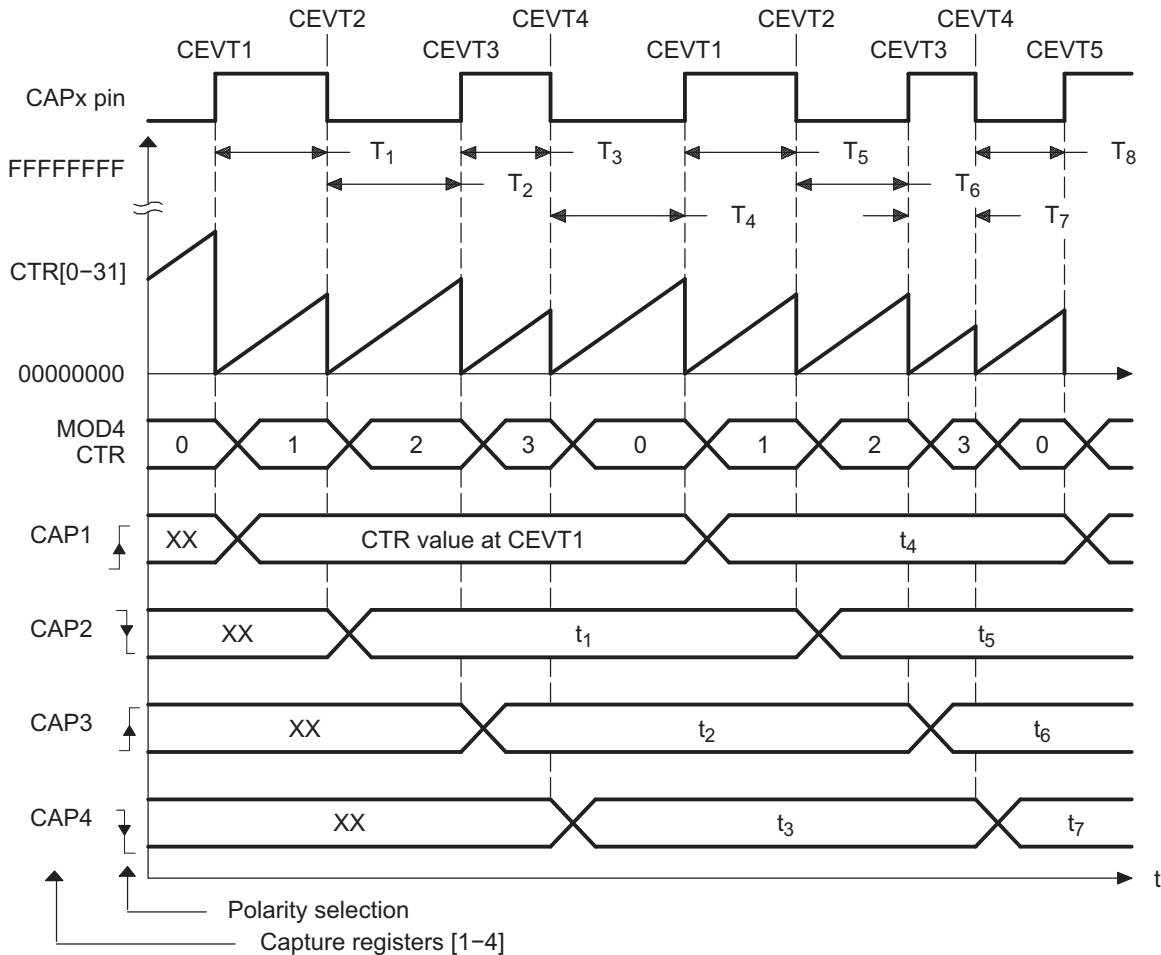 CEVT2 CEVT4 CEVT2 CEVT4
CEVT1 CEVT3 CEVT1 CEVT3 CEVT5
CAPx pin
T1 T3 T5 T8
FFFFFFFF
T2 T6
T4 T7
CTR[0−31]
00000000
MOD4
CTR
0 1 2 3 0 1 2 3 0
CAP1 XX CTR value at CEVT1 t4
CAP2 XX t1 t5
CAP3 XX t2 t6
CAP4 XX t3 t7
t
Polarity selection
Capture registers [1−4]